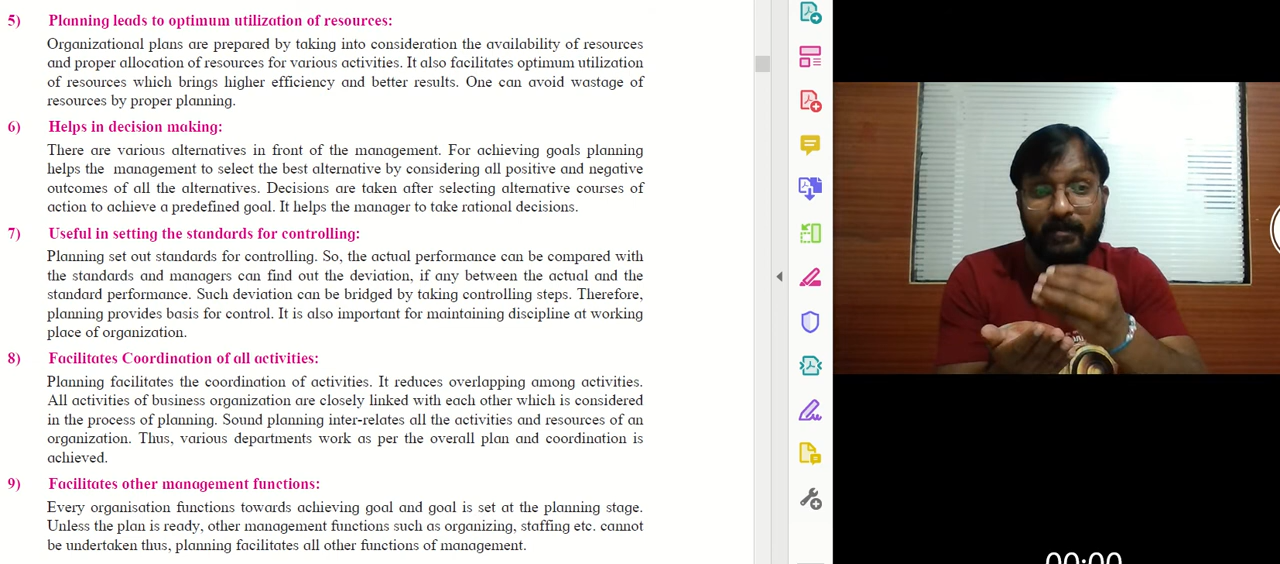 5) Planning leads to optimum utilization of resources:
Organizational plans are prepared by taking into consideration the availability of resources
and proper allocation of resources for various activities. It also facilitates optimum utilization
of resources which brings higher efficiency and better results. One can avoid wastage of
resources by proper planning.
6) Helps in decision making:
There are various alternatives in front of the management. For achieving goals planning
helps the management to select the best alternative by considering all positive and negative
outcomes of all the alternatives. Decisions are taken after selecting alternative courses of
action to achieve a predefined goal. It helps the manager to take rational decisions.
7) Useful in setting the standards for controlling:
Planning set out standards for controlling. So, the actual performance can be compared with
the standards and managers can find out the deviation, if any between the actual and the
standard performance. Such deviation can be bridged by taking controlling steps. Therefore,
planning provides basis for control. It is also important for maintaining discipline at working
place of organization.
8) Facilitates Coordination of all activities:
Planning facilitates the coordination of activities. It reduces overlapping among activities.
All activities of business organization are closely linked with each other which is considered
in the process of planning. Sound planning inter-relates all the activities and resources of an
organization. Thus, various departments work as per the overall plan and coordination is
achieved.
9) Facilitates other management functions:
Every organisation functions towards achieving goal and goal is set at the planning stage.
Unless the plan is ready, other management functions such as organizing, staffing etc. cannot
be undertaken thus, planning facilitates all other functions of management.
00:00